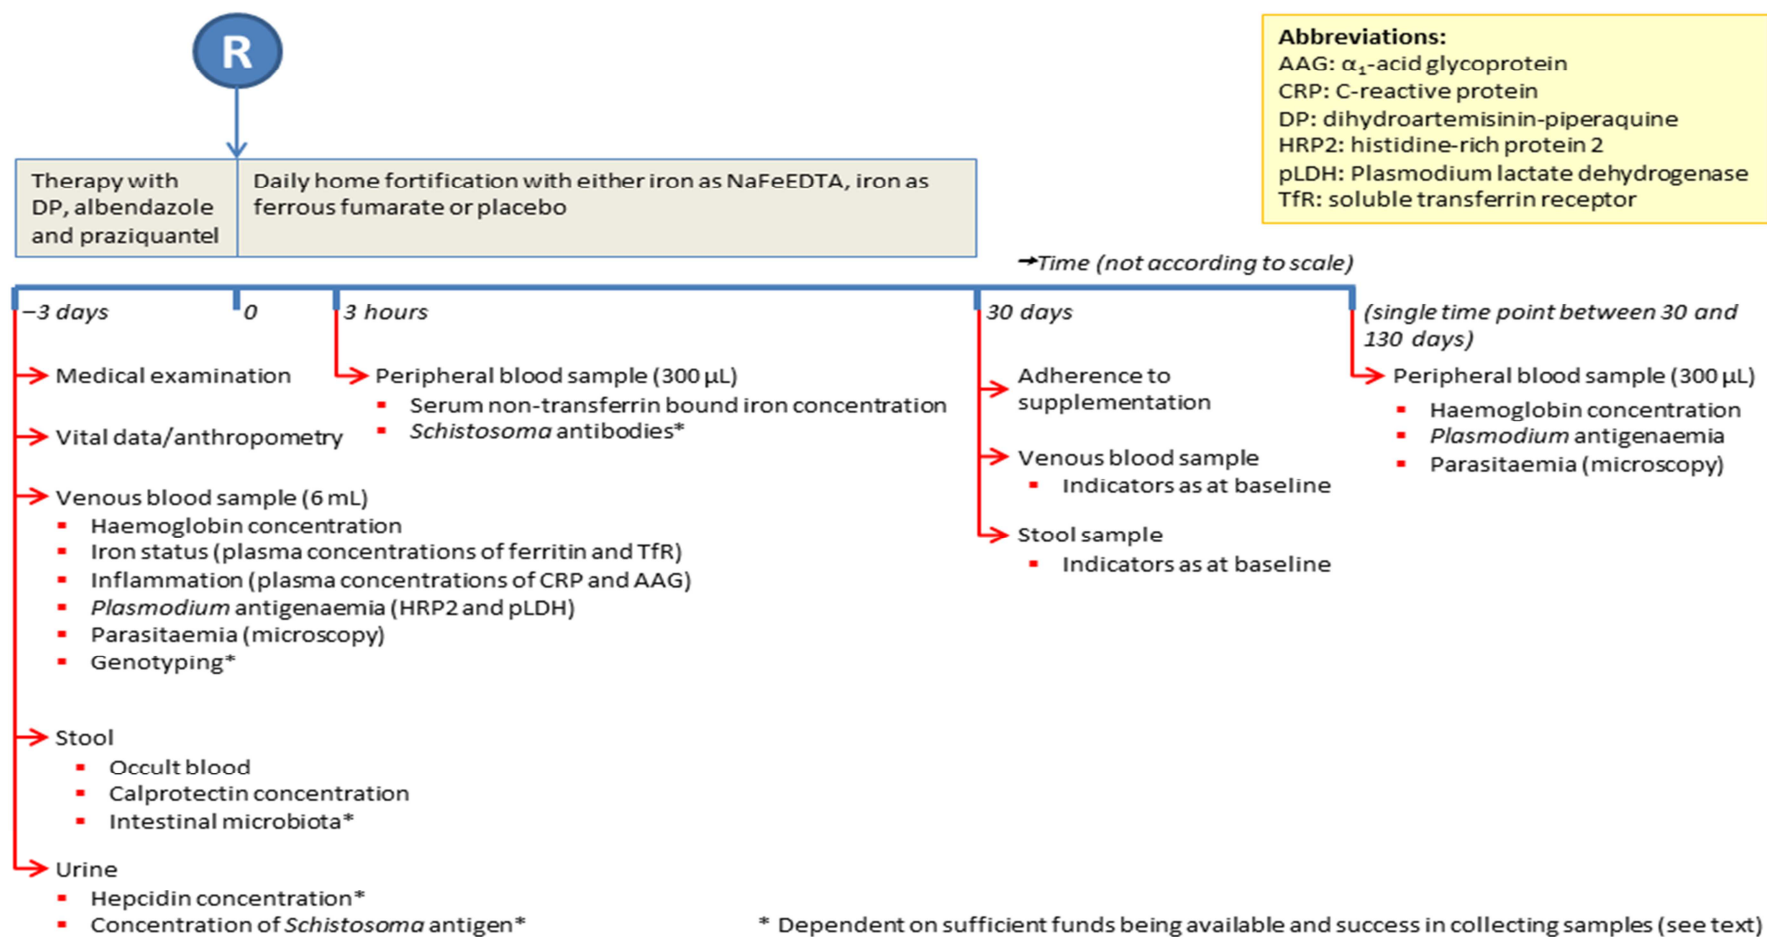 R
Abbreviations:
AAG: α₁-acid glycoprotein
CRP: C-reactive protein
DP: dihydroartemisinin-piperaquine
HRP2: histidine-rich protein 2
pLDH: Plasmodium lactate dehydrogenase
TfR: soluble transferrin receptor
Therapy with
DP, albendazole
and praziquantel
Daily home fortification with either iron as NaFeEDTA, iron as
ferrous fumarate or placebo
→Time (not according to scale)
−3 days
0
3 hours
30 days
(single time point between 30 and
130 days)
Medical examination
Vital data/anthropometry
Venous blood sample (6 mL)
▪ Haemoglobin concentration
▪ Iron status (plasma concentrations of ferritin and TfR)
▪ Inflammation (plasma concentrations of CRP and AAG)
▪ Plasmodium antigenaemia (HRP2 and pLDH)
▪ Parasitaemia (microscopy)
▪ Genotyping*
Stool
▪ Occult blood
▪ Calprotectin concentration
▪ Intestinal microbiota*
Urine
▪ Hepcidin concentration*
▪ Concentration of Schistosoma antigen*
Peripheral blood sample (300 µL)
▪ Serum non-transferrin bound iron concentration
▪ Schistosoma antibodies*
Adherence to
supplementation
Venous blood sample
▪ Indicators as at baseline
Stool sample
▪ Indicators as at baseline
Peripheral blood sample (300 µL)
▪ Haemoglobin concentration
▪ Plasmodium antigenaemia
▪ Parasitaemia (microscopy)
* Dependent on sufficient funds being available and success in collecting samples (see text)